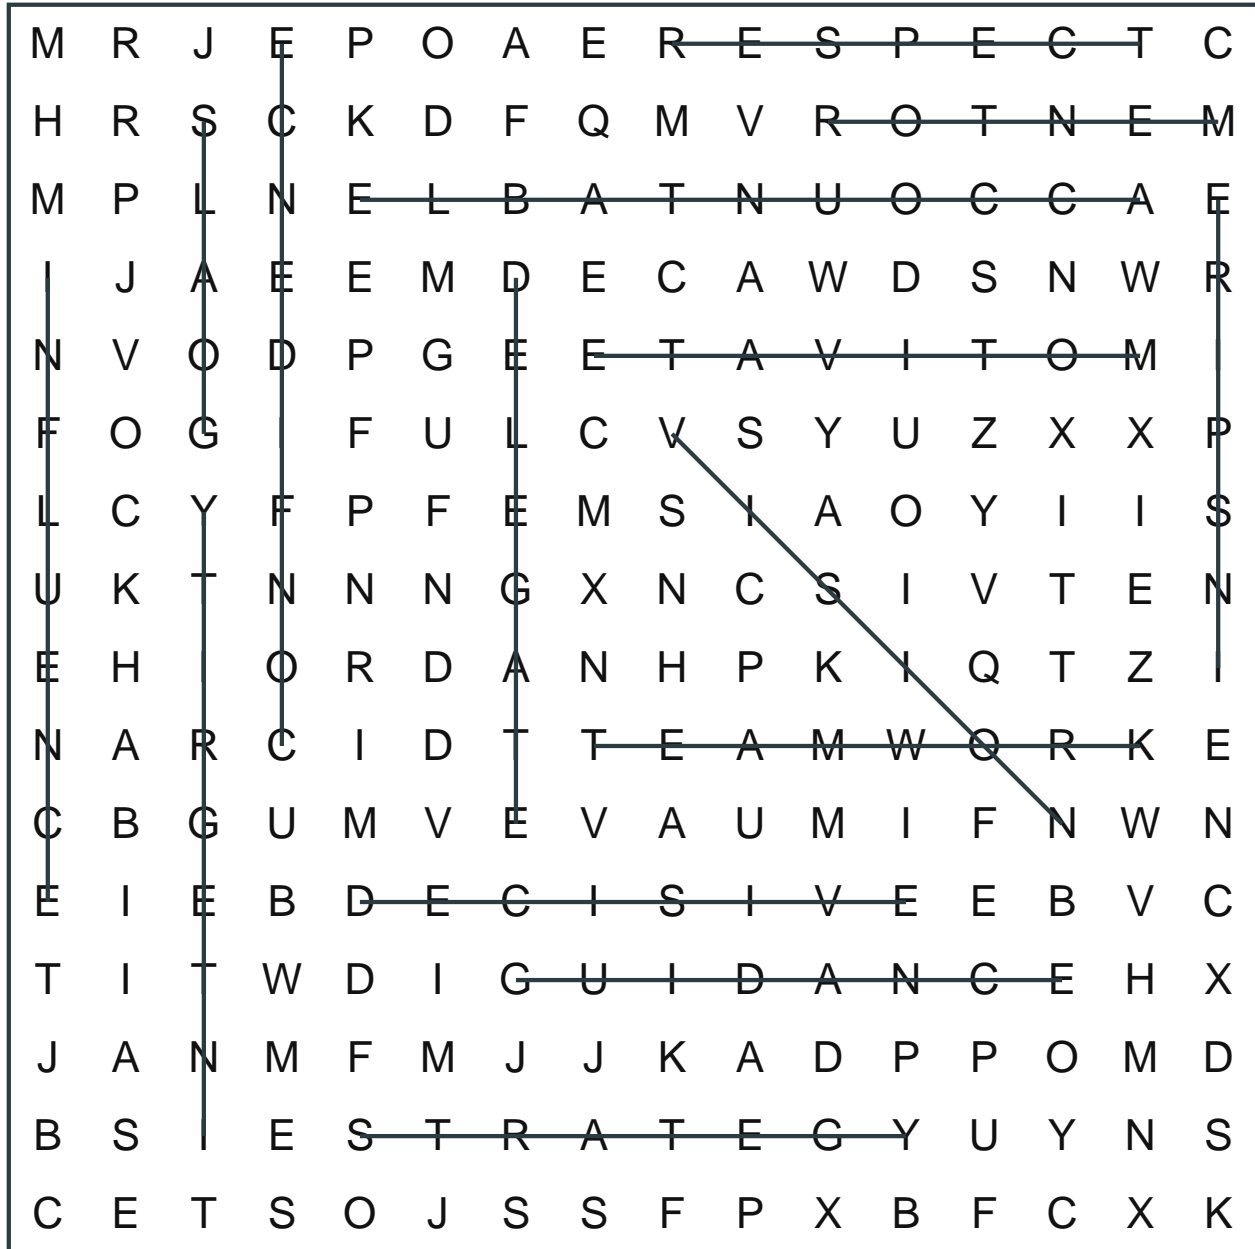 M R J E P O A E R E S P E C T C
H R S C K D F Q M V R O T N E M
M P L N E L B A T N U O C C A E
I J A E E M D E C A W D S N W R
N V O D P G E E T A V I T O M I
F O G I F U L C V S Y U Z X X P
L C Y F P F E M S I A O Y I I S
U K T N N N G X N C S I V T E N
E H I O R D A N H P K I Q T Z I
N A R C I D T T E A M W O R K E
C B G U M V E V A U M I F N W N
E I E B D E C I S I V E E B V C
T I T W D I G U I D A N C E H X
J A N M F M J J K A D P P O M D
B S I E S T R A T E G Y U Y N S
C E T S O J S S F P X B F C X K